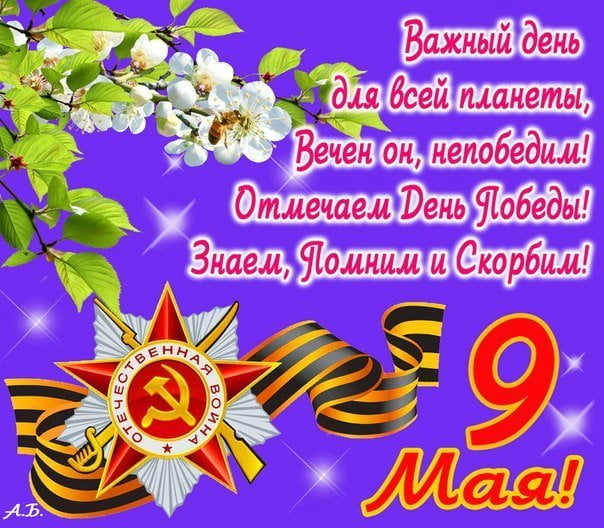 Важный день
для всей планеты,
Вечен он, непобедим!
Отмечаем День Победы!
Знаем, Помним и Скорбим!
ОТЕЧЕСТВЕННАЯ ВОЙНА
9
Мая!
А.Б.